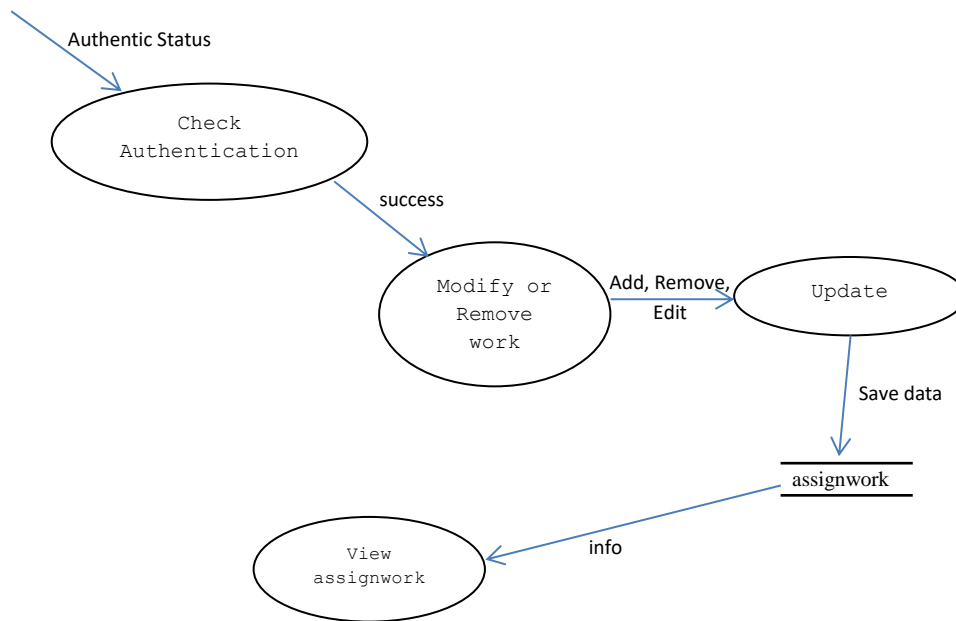 Authentic Status
Check
Authentication
success
Modify or
Remove
work
Add, Remove,
Edit
Update
Save data
assignwork
info
View
assignwork